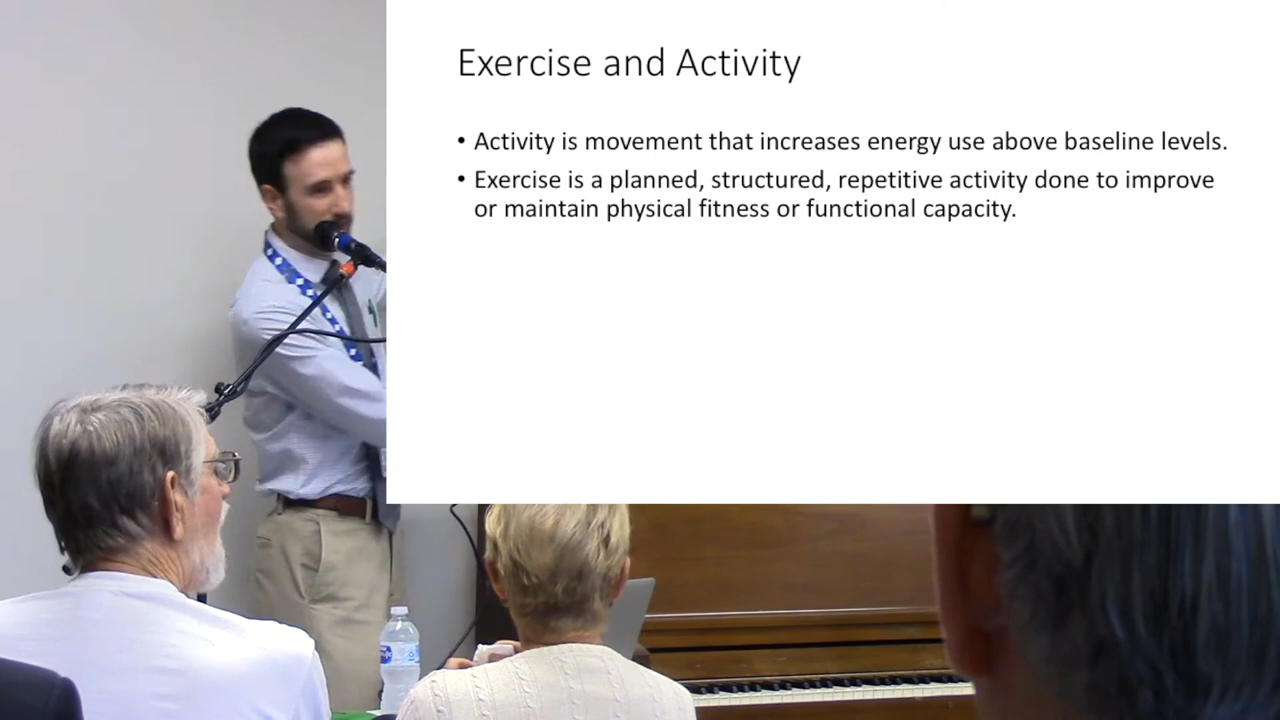 Exercise and Activity
• Activity is movement that increases energy use above baseline levels.
• Exercise is a planned, structured, repetitive activity done to improve
or maintain physical fitness or functional capacity.